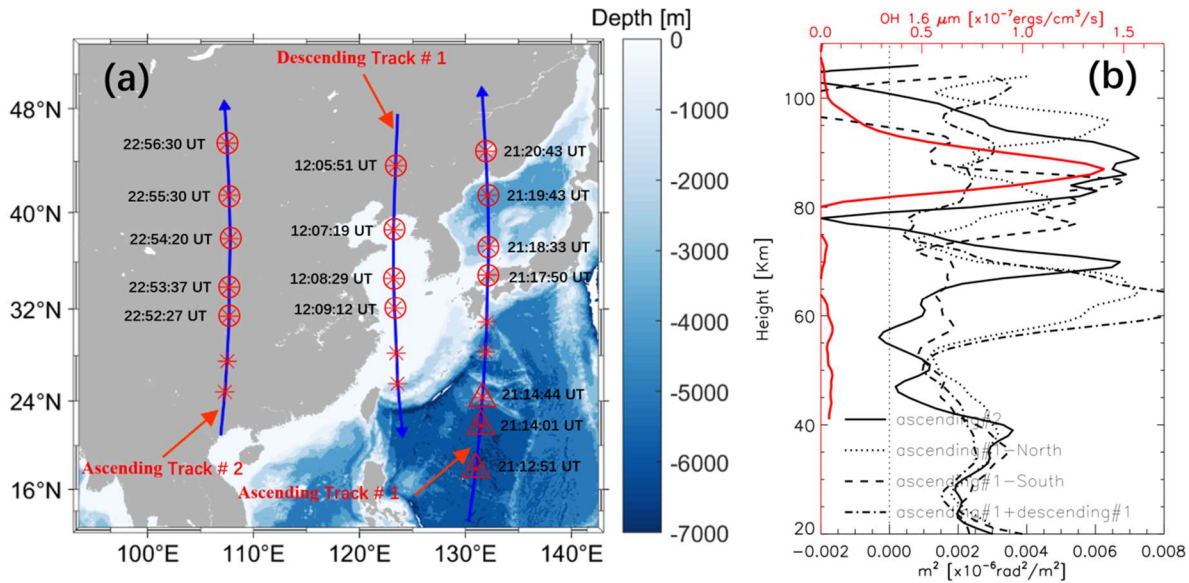 Depth [m]
(a)
Descending Track # 1
0
-1000
-2000
-3000
-4000
-5000
-6000
-7000
48°N
40°N
32°N
24°N
16°N
100°E
110°E
120°E
130°E
140°E
22:56:30 UT
22:55:30 UT
22:54:20 UT
22:53:37 UT
22:52:27 UT
12:05:51 UT
12:07:19 UT
12:08:29 UT
12:09:12 UT
21:20:43 UT
21:19:43 UT
21:18:33 UT
21:17:50 UT
21:14:44 UT
21:14:01 UT
21:12:51 UT
Ascending Track # 2
Ascending Track # 1
OH 1.6 μm [x10⁻⁷ergs/cm³/s]
0.0 0.5 1.0 1.5
(b)
Height [Km]
100
80
60
40
20
ascending#2
ascending#1−North
ascending#1−South
ascending#1+descending#1
−0.002 0.000 0.002 0.004 0.006 0.008
m² [x10⁻⁶rad²/m²]